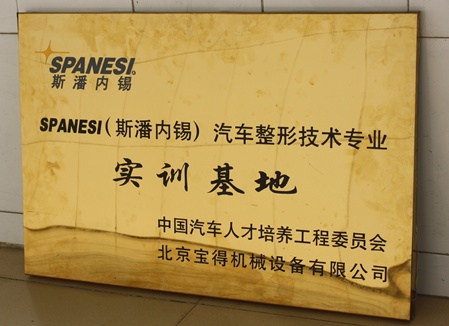 SPANESI®
斯潘内锡
SPANESI(斯潘内锡) 汽车整形技术专业
实训基地
中国汽车人才培养工程委员会
北京宝得机械设备有限公司